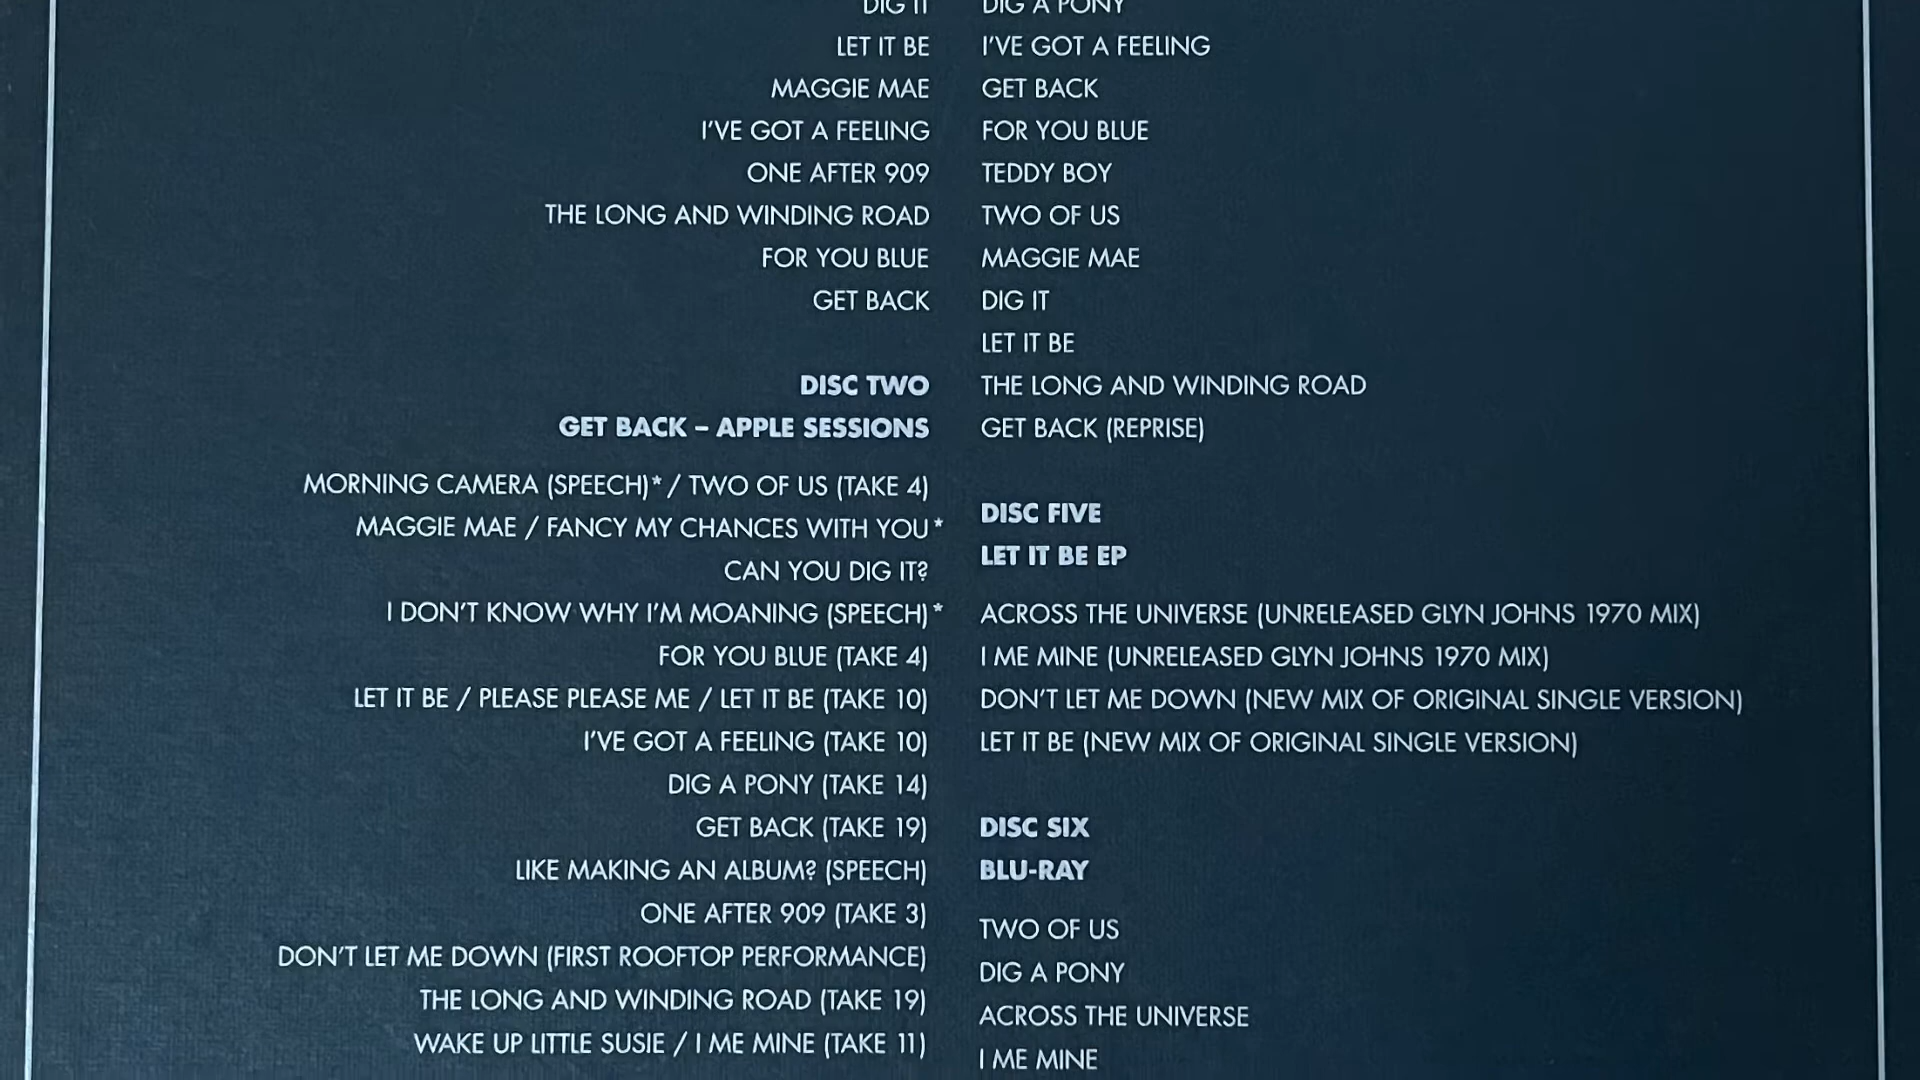 DIG IT
LET IT BE
MAGGIE MAE
I'VE GOT A FEELING
ONE AFTER 909
THE LONG AND WINDING ROAD
FOR YOU BLUE
GET BACK
DISC TWO
GET BACK – APPLE SESSIONS
MORNING CAMERA (SPEECH)* / TWO OF US (TAKE 4)
MAGGIE MAE / FANCY MY CHANCES WITH YOU*
CAN YOU DIG IT?
I DON'T KNOW WHY I'M MOANING (SPEECH)*
FOR YOU BLUE (TAKE 4)
LET IT BE / PLEASE PLEASE ME / LET IT BE (TAKE 10)
I'VE GOT A FEELING (TAKE 10)
DIG A PONY (TAKE 14)
GET BACK (TAKE 19)
LIKE MAKING AN ALBUM? (SPEECH)
ONE AFTER 909 (TAKE 3)
DON'T LET ME DOWN (FIRST ROOFTOP PERFORMANCE)
THE LONG AND WINDING ROAD (TAKE 19)
WAKE UP LITTLE SUSIE / I ME MINE (TAKE 11)
DIG A PONY
I'VE GOT A FEELING
GET BACK
FOR YOU BLUE
TEDDY BOY
TWO OF US
MAGGIE MAE
DIG IT
LET IT BE
THE LONG AND WINDING ROAD
GET BACK (REPRISE)
DISC FIVE
LET IT BE EP
ACROSS THE UNIVERSE (UNRELEASED GLYN JOHNS 1970 MIX)
I ME MINE (UNRELEASED GLYN JOHNS 1970 MIX)
DON'T LET ME DOWN (NEW MIX OF ORIGINAL SINGLE VERSION)
LET IT BE (NEW MIX OF ORIGINAL SINGLE VERSION)
DISC SIX
BLU-RAY
TWO OF US
DIG A PONY
ACROSS THE UNIVERSE
I ME MINE